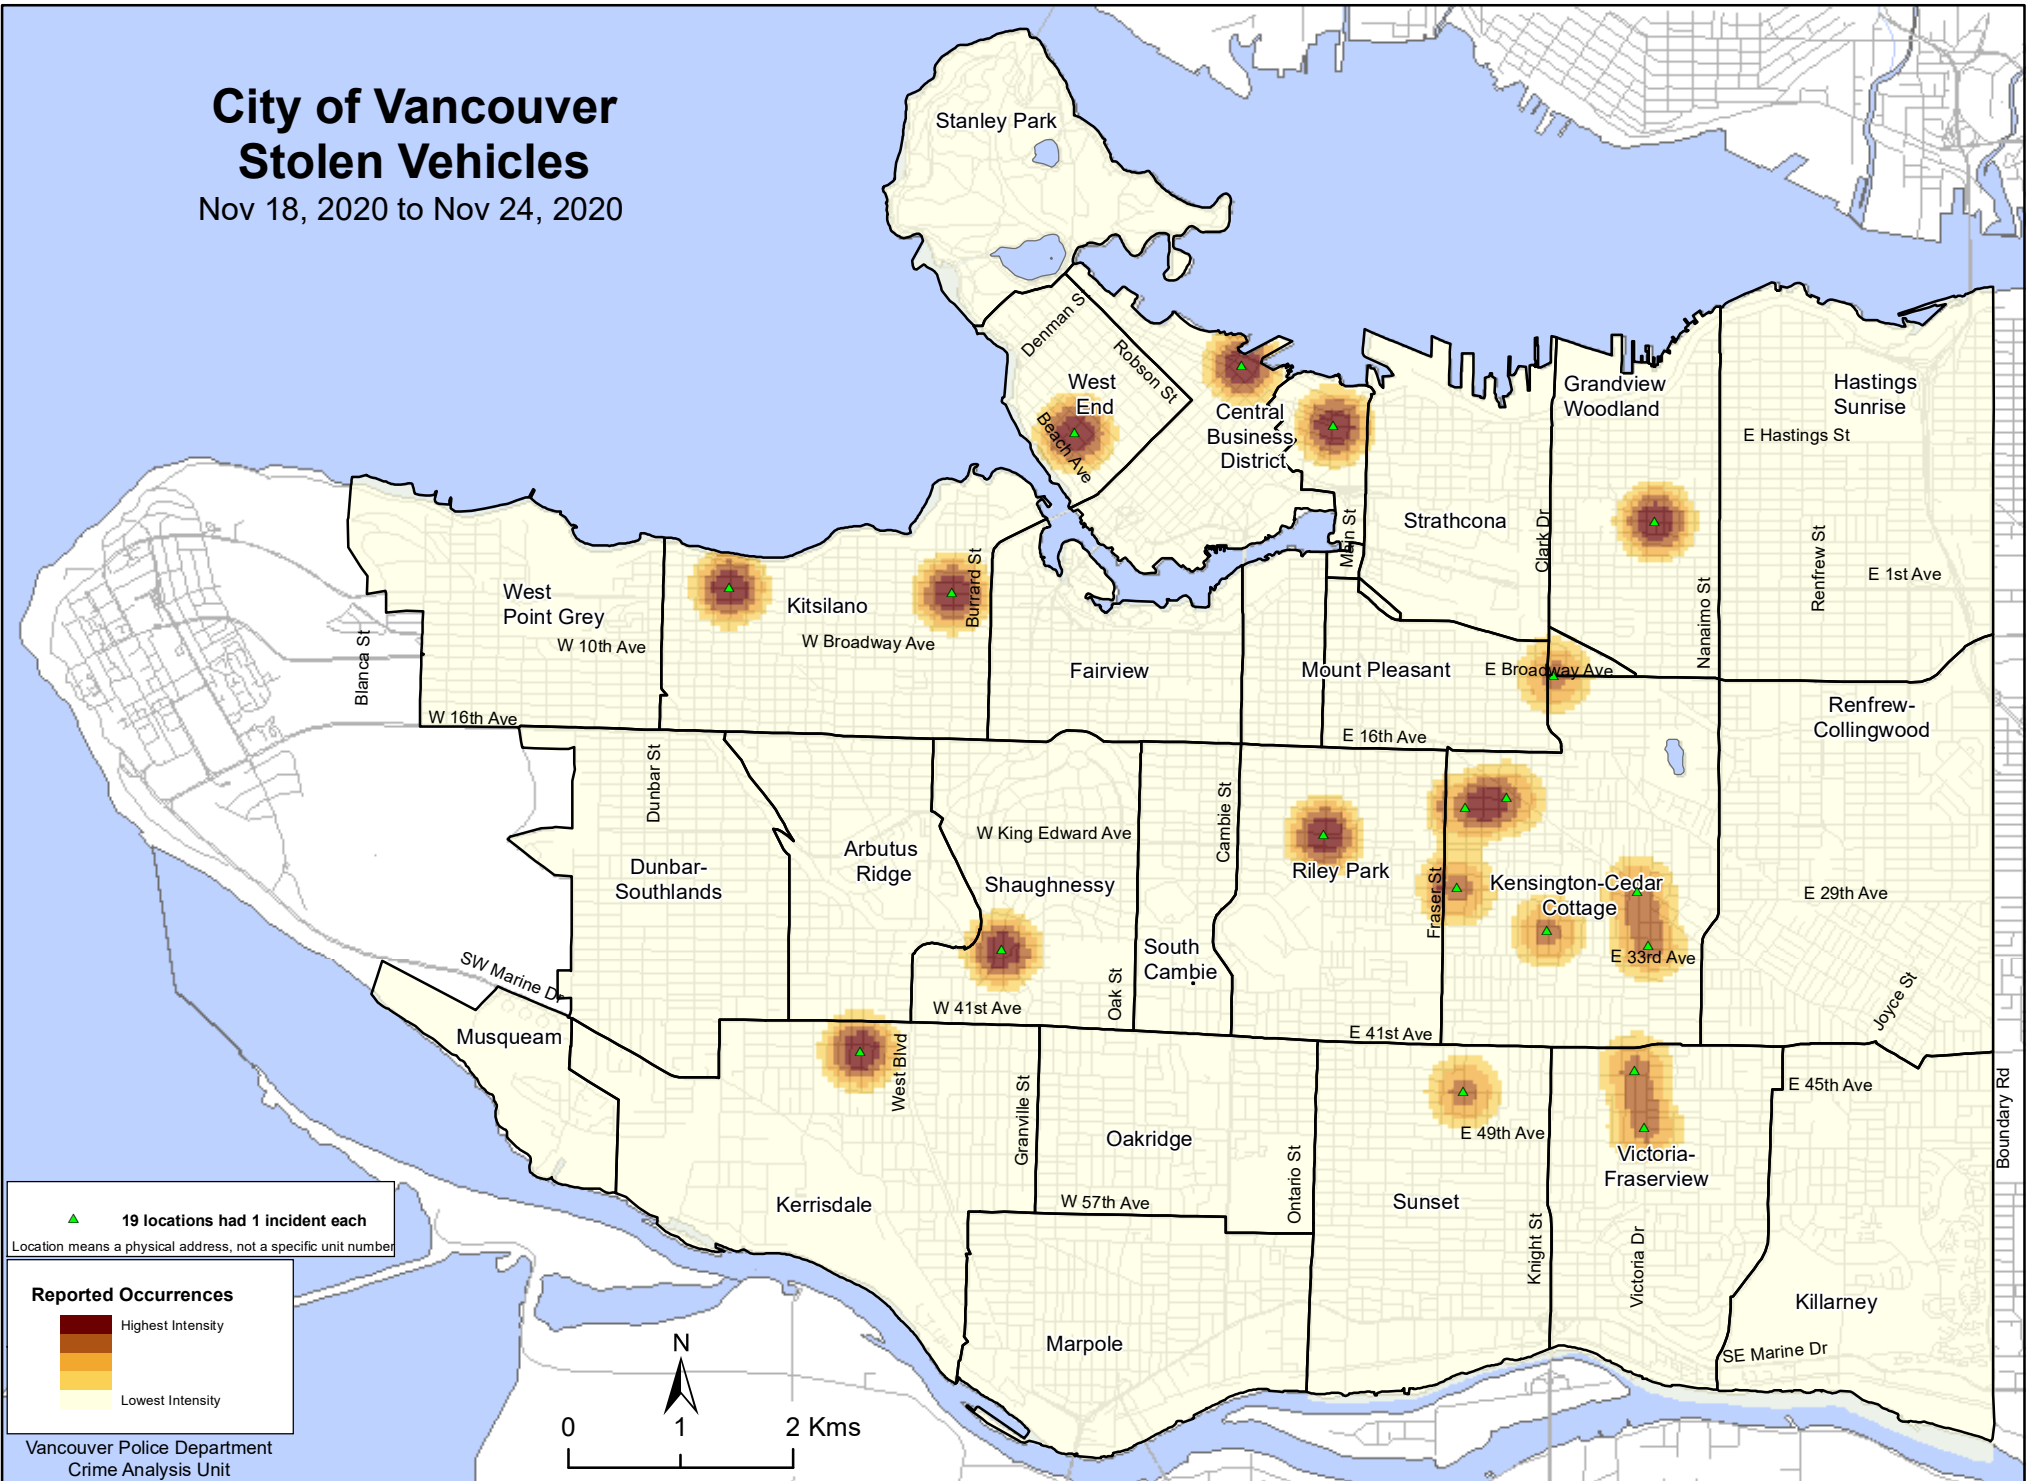 City of Vancouver
Stolen Vehicles
Nov 18, 2020 to Nov 24, 2020
Stanley Park
Denman S
Robson St
West
End
Beach Ave
Central
Business
District
Grandview
Woodland
Hastings
Sunrise
E Hastings St
Strathcona
Main St
Clark Dr
Nanaimo St
Renfrew St
E 1st Ave
West
Point Grey
W 10th Ave
Blanca St
W 16th Ave
Kitsilano
W Broadway Ave
Burrard St
Fairview
Mount Pleasant
E Broadway Ave
E 16th Ave
Renfrew-
Collingwood
Dunbar St
Dunbar-
Southlands
Arbutus
Ridge
W King Edward Ave
Shaughnessy
Cambie St
South
Cambie
Oak St
W 41st Ave
Riley Park
Fraser St
Kensington-Cedar
Cottage
E 29th Ave
E 33rd Ave
E 41st Ave
Joyce St
SW Marine Dr
Musqueam
West Blvd
Granville St
Kerrisdale
Oakridge
W 57th Ave
Ontario St
Sunset
E 49th Ave
Knight St
Victoria-
Fraserview
Victoria Dr
E 45th Ave
Boundary Rd
Killarney
SE Marine Dr
Marpole
19 locations had 1 incident each
Location means a physical address, not a specific unit number
Reported Occurrences
Highest Intensity
Lowest Intensity
Vancouver Police Department
Crime Analysis Unit
N
0 1 2 Kms